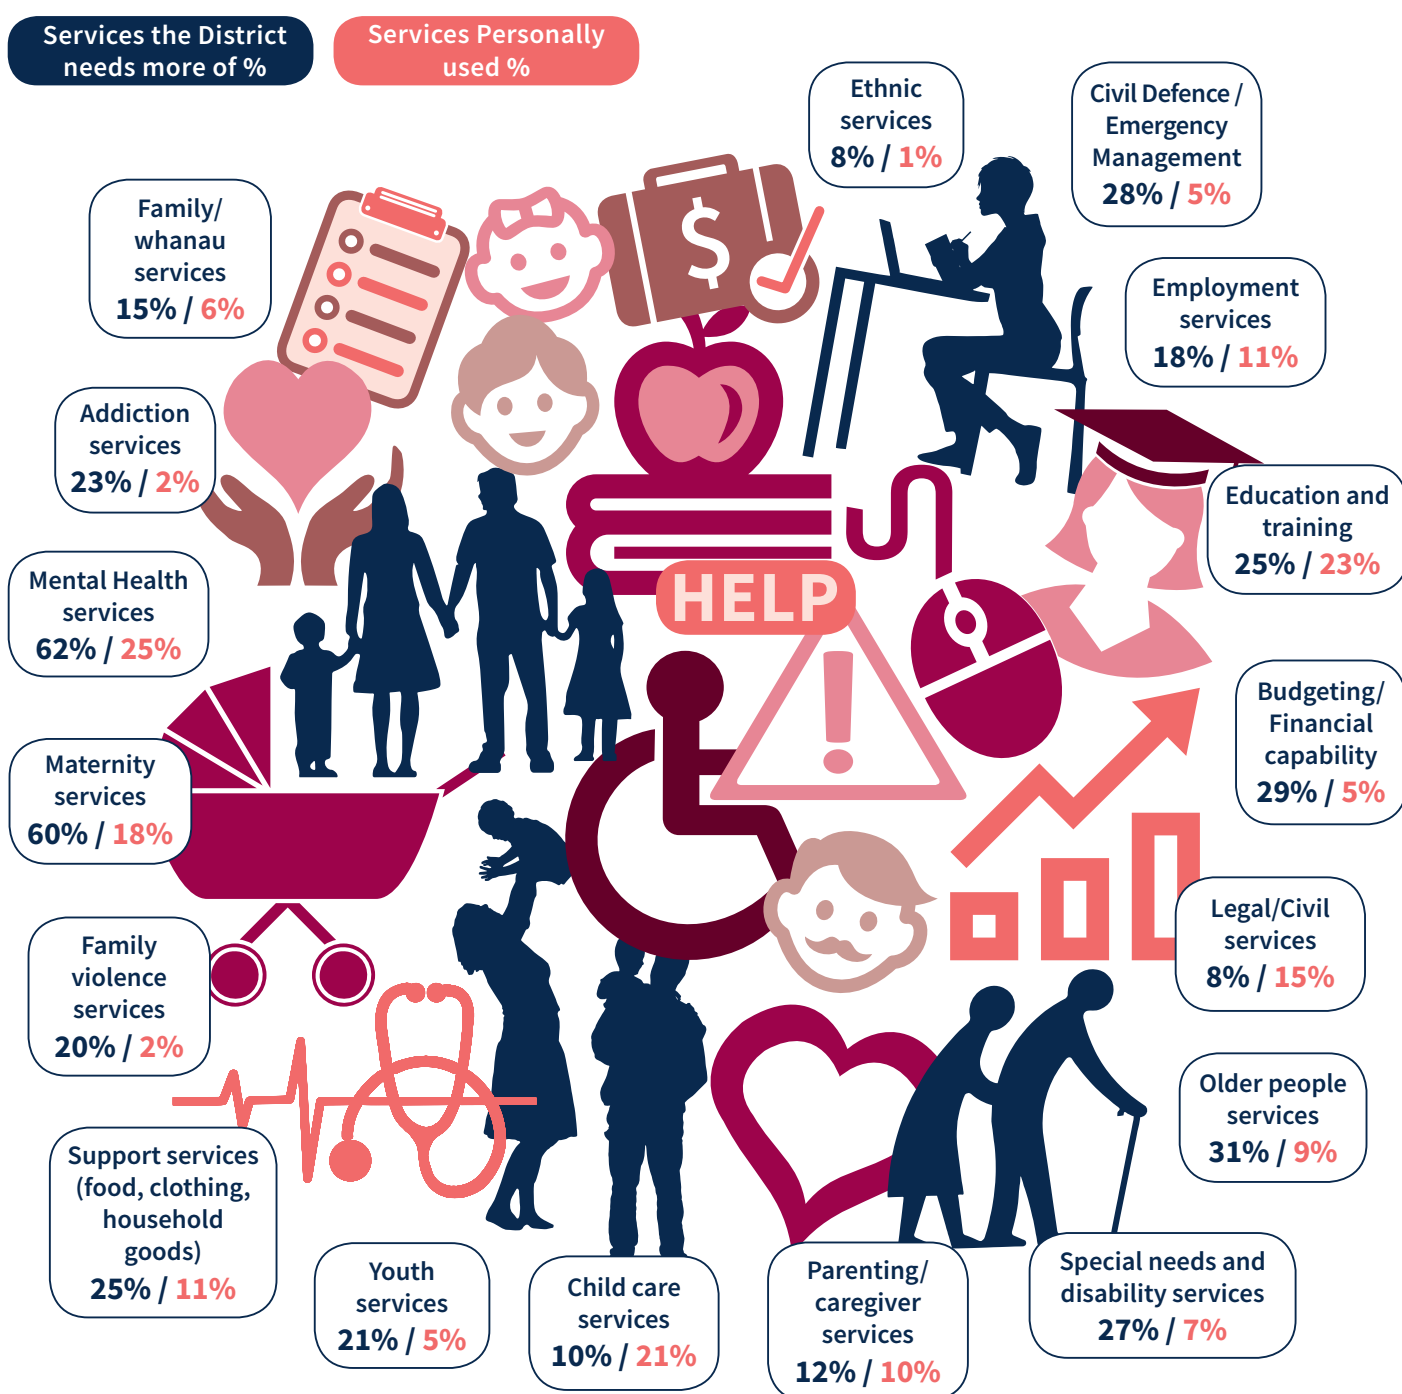 Services the District
needs more of %
Services Personally
used %
Ethnic
services
8% / 1%
Civil Defence /
Emergency
Management
28% / 5%
Family/
whanau
services
15% / 6%
$
Employment
services
18% / 11%
Addiction
services
23% / 2%
Education and
training
25% / 23%
Mental Health
services
62% / 25%
HELP
!
Budgeting/
Financial
capability
29% / 5%
Maternity
services
60% / 18%
Legal/Civil
services
8% / 15%
Family
violence
services
20% / 2%
Older people
services
31% / 9%
Support services
(food, clothing,
household
goods)
25% / 11%
Youth
services
21% / 5%
Child care
services
10% / 21%
Parenting/
caregiver
services
12% / 10%
Special needs and
disability services
27% / 7%